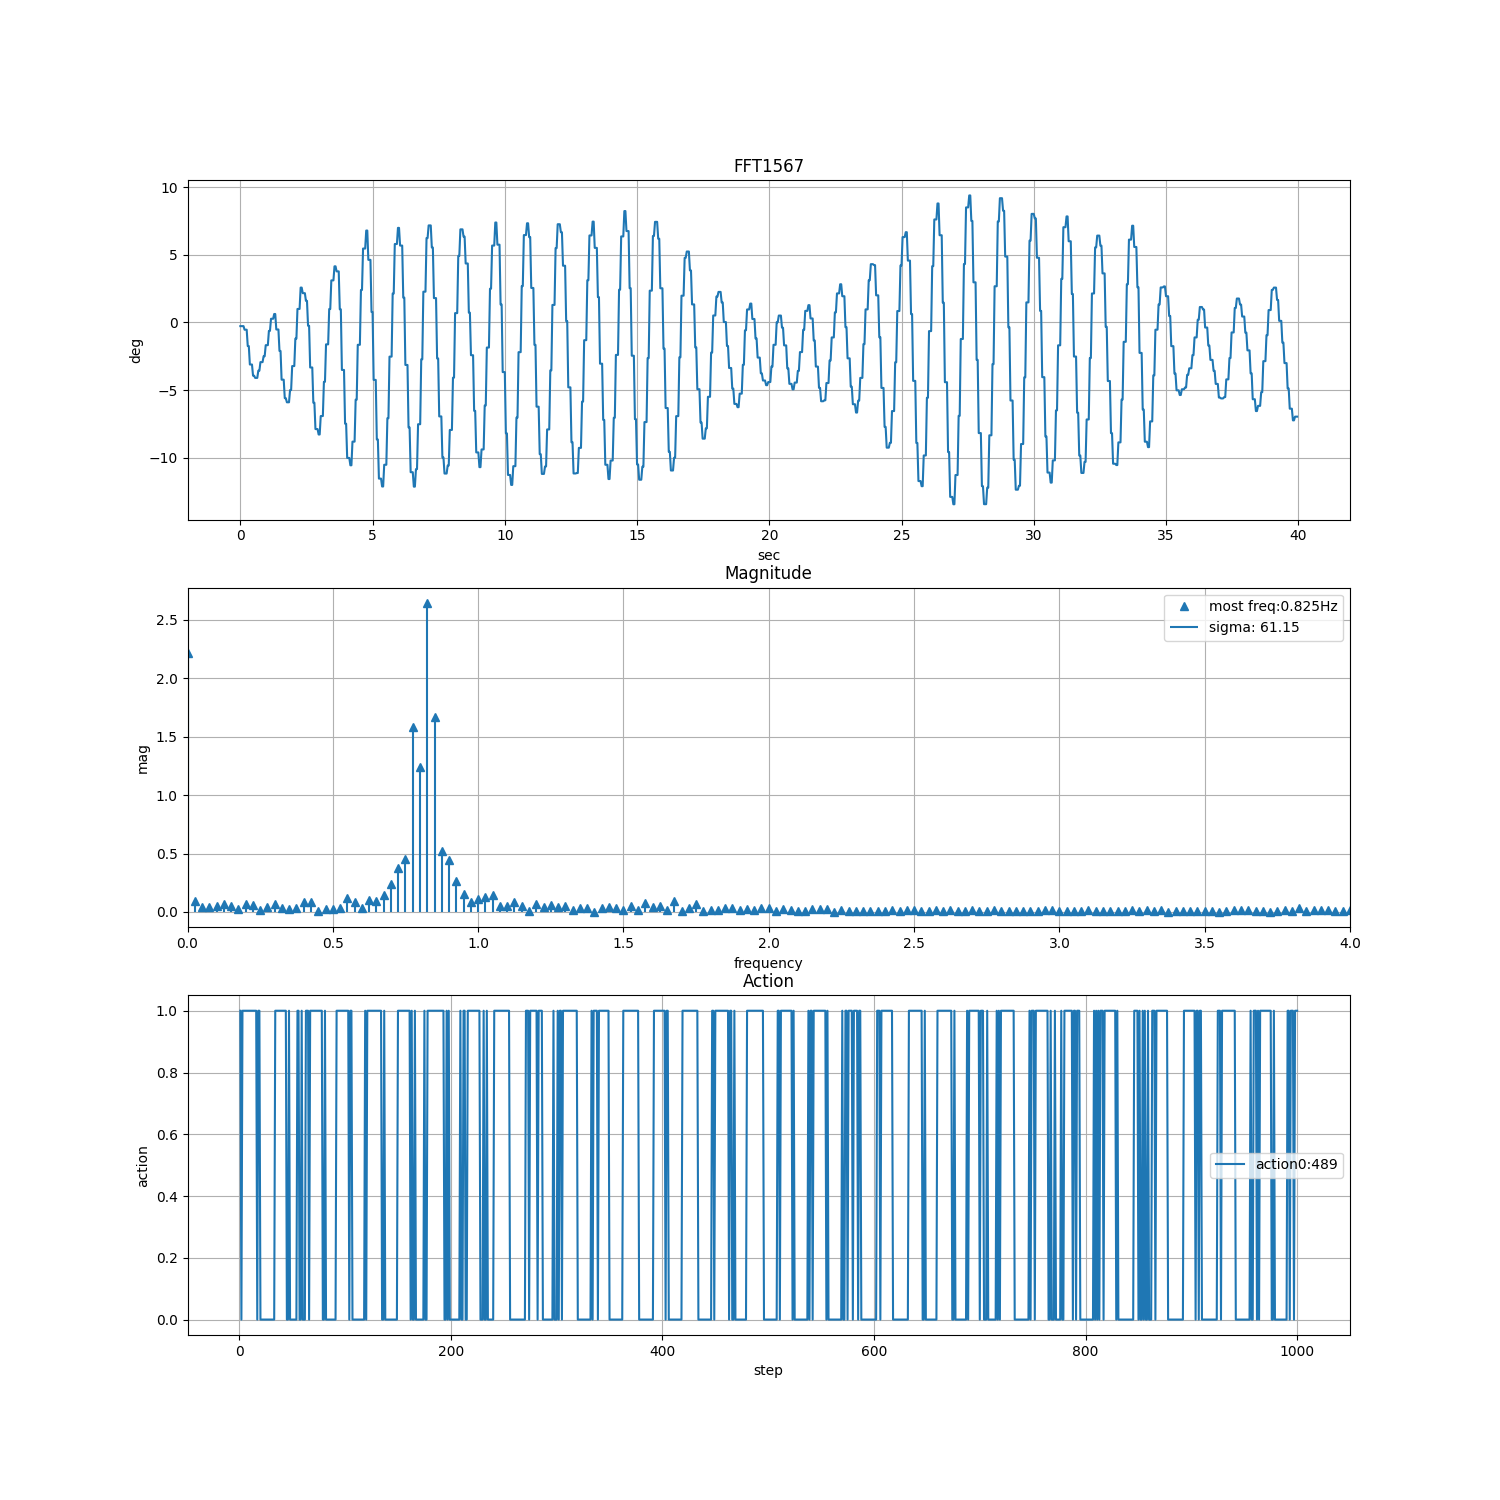 FFT1567
10
5
0
−5
−10
deg
0 5 10 15 20 25 30 35 40
sec
Magnitude
2.5
2.0
1.5
1.0
0.5
0.0
mag
most freq:0.825Hz
sigma: 61.15
0.0 0.5 1.0 1.5 2.0 2.5 3.0 3.5 4.0
frequency
Action
1.0
0.8
0.6
0.4
0.2
0.0
action
action0:489
0 200 400 600 800 1000
step